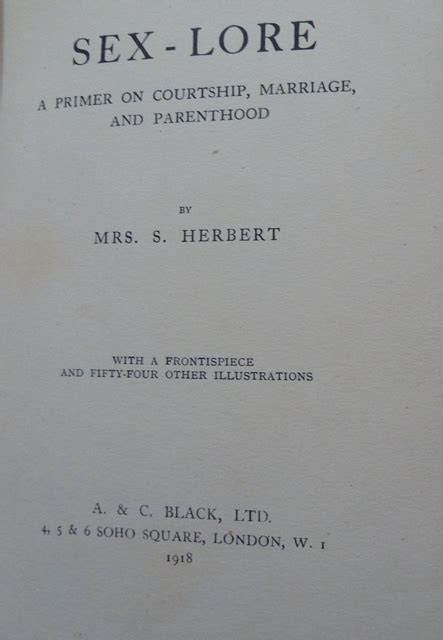 SEX-LORE
A PRIMER ON COURTSHIP, MARRIAGE,
AND PARENTHOOD
BY
MRS. S. HERBERT
WITH A FRONTISPIECE
AND FIFTY-FOUR OTHER ILLUSTRATIONS
A. & C. BLACK, LTD.
4, 5 & 6 SOHO SQUARE, LONDON, W. 1
1918